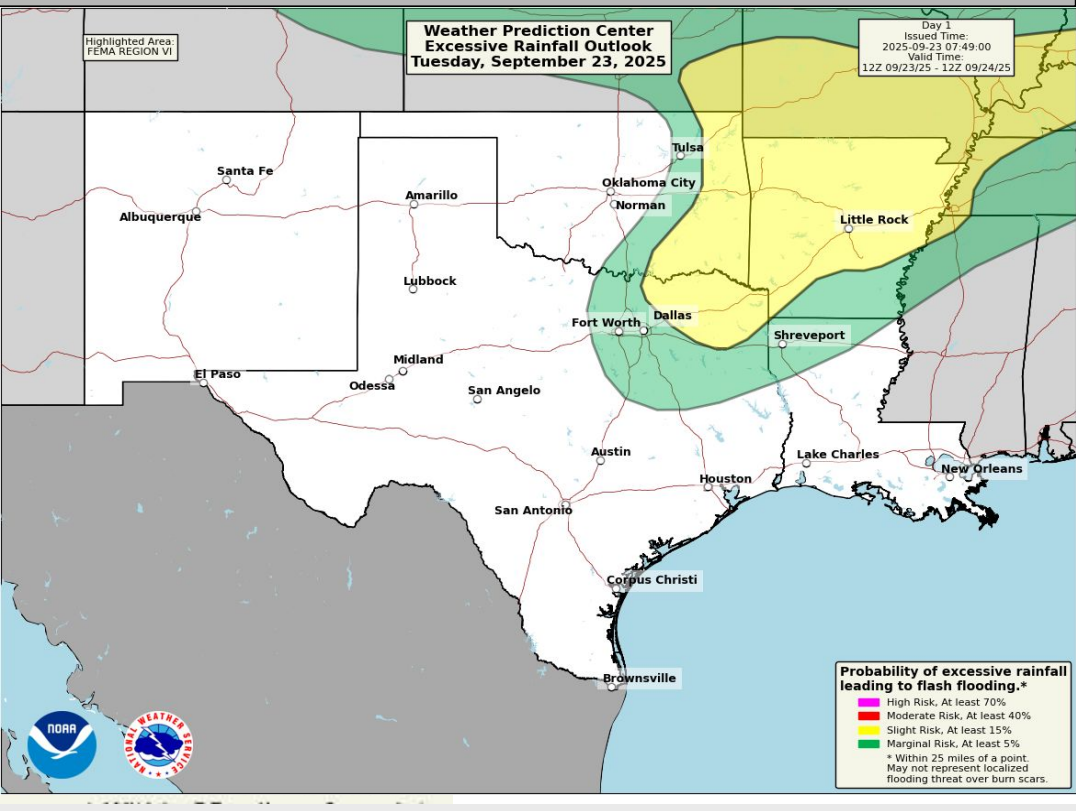 Highlighted Area:
FEMA REGION VI
Weather Prediction Center
Excessive Rainfall Outlook
Tuesday, September 23, 2025
Day 1
Issued Time:
2025-09-23 07:49:00
Valid Time:
12Z 09/23/25 - 12Z 09/24/25
Tulsa
Santa Fe
Oklahoma City
Amarillo
Norman
Albuquerque
Little Rock
Lubbock
Dallas
Fort Worth
Shreveport
Midland
El Paso
Odessa
San Angelo
Austin
Lake Charles
New Orleans
Houston
San Antonio
Corpus Christi
Brownsville
Probability of excessive rainfall
leading to flash flooding.*
High Risk, At least 70%
Moderate Risk, At least 40%
Slight Risk, At least 15%
Marginal Risk, At least 5%
* Within 25 miles of a point.
May not represent localized
flooding threat over burn scars.
NOAA
NATIONAL WEATHER SERVICE